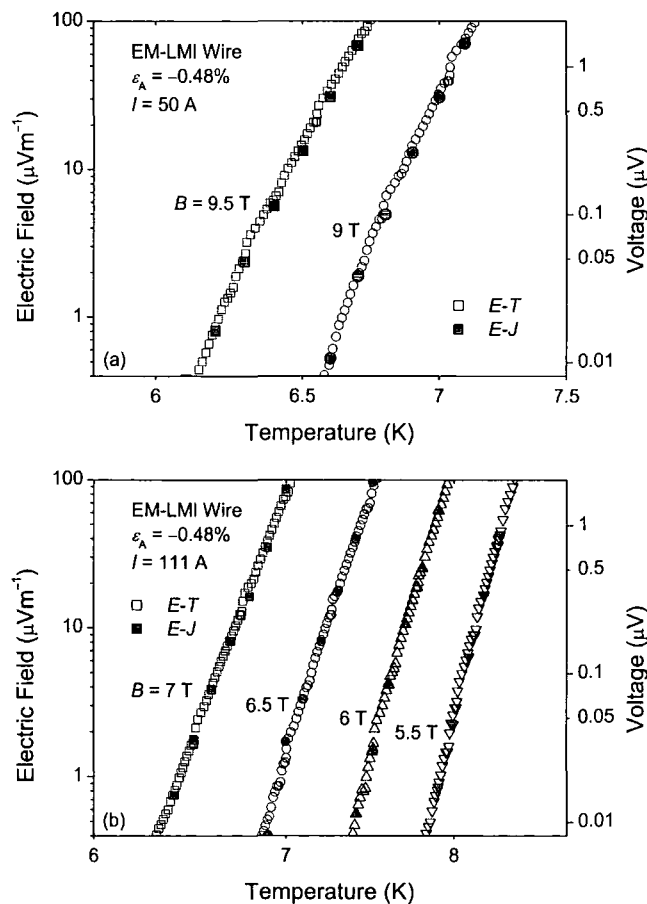 100
10
1
Electric Field (μVm⁻¹)
EM-LMI Wire
εA = −0.48%
I = 50 A
B = 9.5 T
9 T
E-T
E-J
(a)
1
0.5
0.1
0.05
0.01
Voltage (μV)
6
6.5
7
7.5
Temperature (K)
100
10
1
Electric Field (μVm⁻¹)
EM-LMI Wire
εA = −0.48%
I = 111 A
E-T
E-J
B = 7 T
6.5 T
6 T
5.5 T
(b)
1
0.5
0.1
0.05
0.01
Voltage (μV)
6
7
8
Temperature (K)